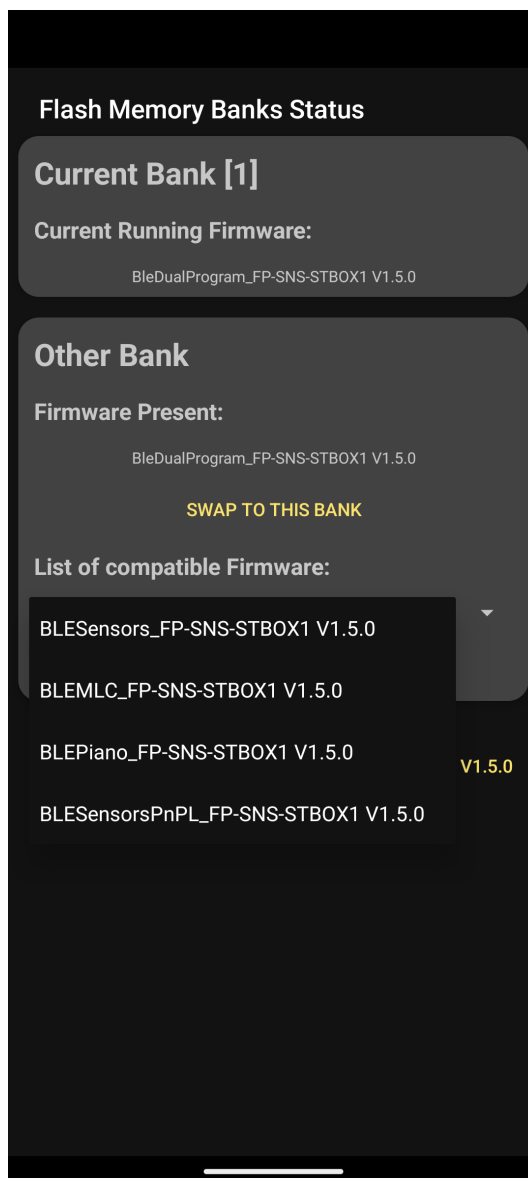 Flash Memory Banks Status
Current Bank [1]
Current Running Firmware:
BleDualProgram_FP-SNS-STBOX1 V1.5.0
Other Bank
Firmware Present:
BleDualProgram_FP-SNS-STBOX1 V1.5.0
SWAP TO THIS BANK
List of compatible Firmware:
BLESensors_FP-SNS-STBOX1 V1.5.0
BLEMLC_FP-SNS-STBOX1 V1.5.0
BLEPiano_FP-SNS-STBOX1 V1.5.0
V1.5.0
BLESensorsPnPL_FP-SNS-STBOX1 V1.5.0